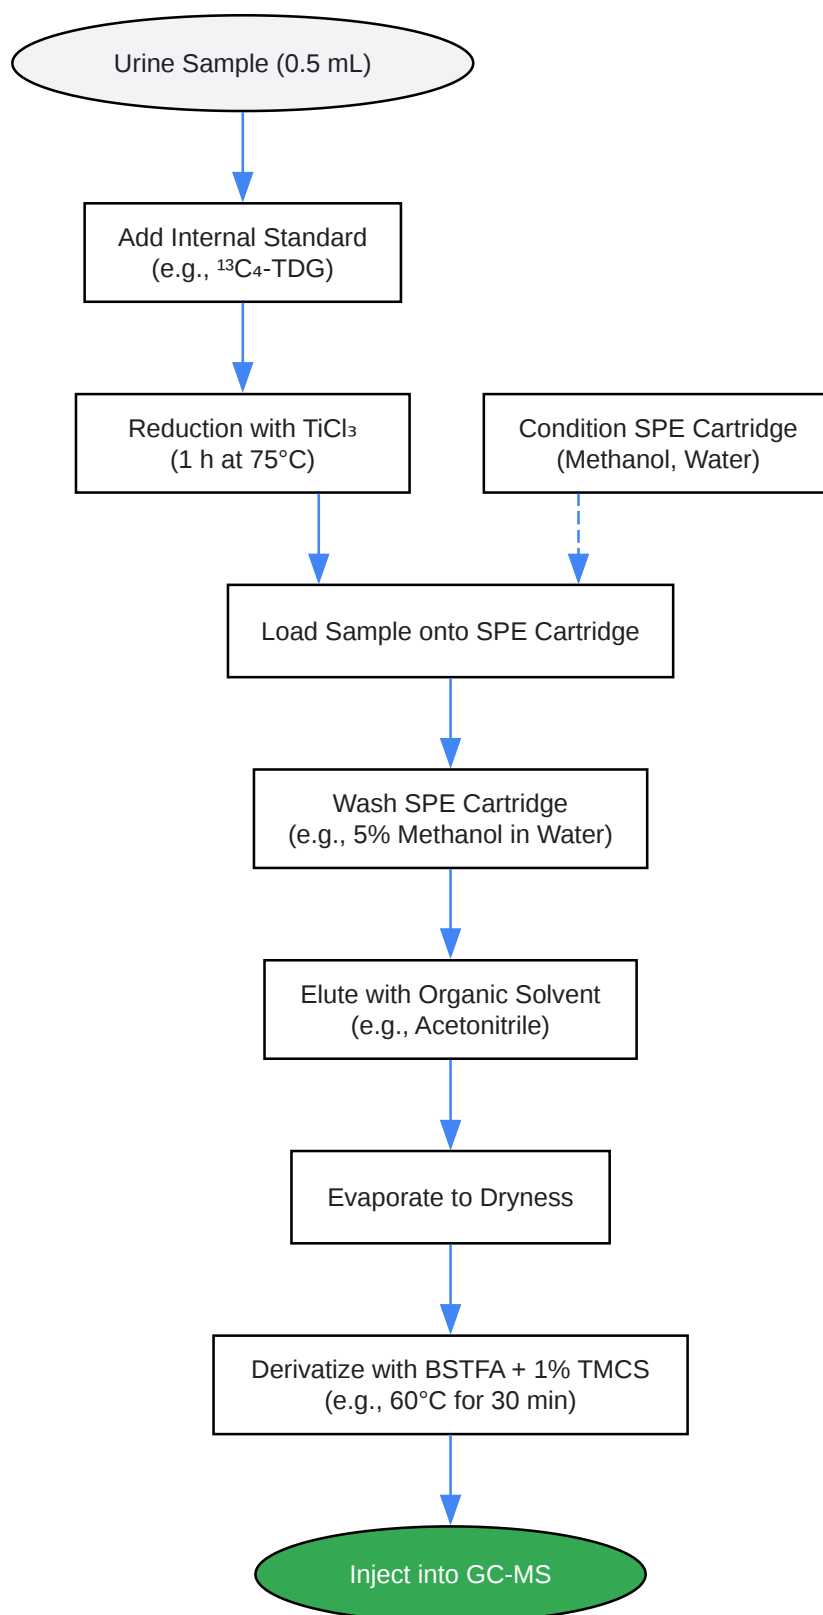 Urine Sample (0.5 mL)
Add Internal Standard
(e.g., ¹³C₄-TDG)
Reduction with TiCl₃
(1 h at 75°C)
Condition SPE Cartridge
(Methanol, Water)
Load Sample onto SPE Cartridge
Wash SPE Cartridge
(e.g., 5% Methanol in Water)
Elute with Organic Solvent
(e.g., Acetonitrile)
Evaporate to Dryness
Derivatize with BSTFA + 1% TMCS
(e.g., 60°C for 30 min)
Inject into GC-MS